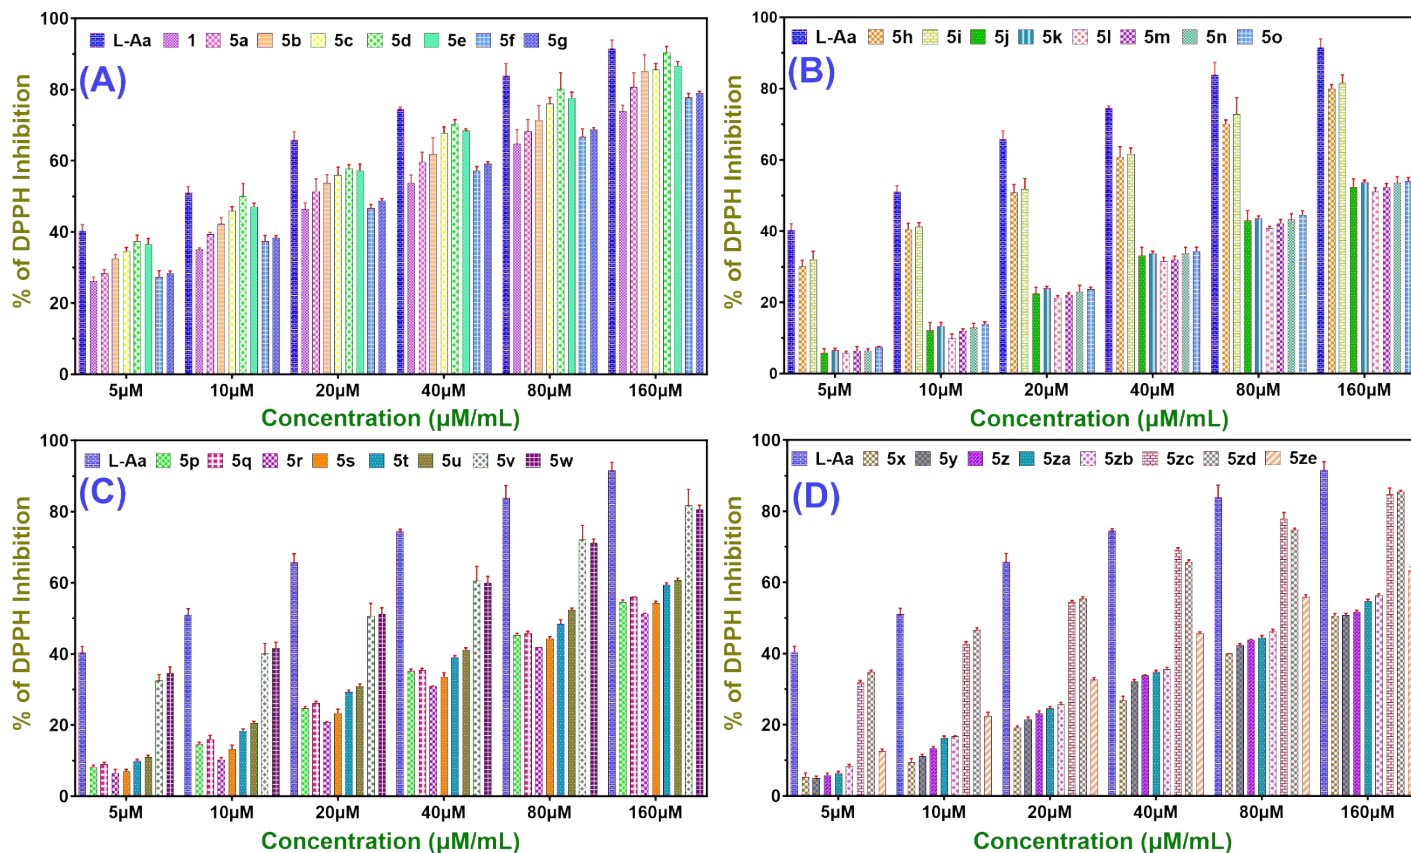 100
80
60
40
20
0
% of DPPH Inhibition
L-Aa 1 5a 5b 5c 5d 5e 5f 5g
(A)
5µM 10µM 20µM 40µM 80µM 160µM
Concentration (µM/mL)
100
80
60
40
20
0
% of DPPH Inhibition
L-Aa 5h 5i 5j 5k 5l 5m 5n 5o
(B)
5µM 10µM 20µM 40µM 80µM 160µM
Concentration (µM/mL)
100
80
60
40
20
0
% of DPPH Inhibition
L-Aa 5p 5q 5r 5s 5t 5u 5v 5w
(C)
5µM 10µM 20µM 40µM 80µM 160µM
Concentration (µM/mL)
100
80
60
40
20
0
% of DPPH Inhibition
L-Aa 5x 5y 5z 5za 5zb 5zc 5zd 5ze
(D)
5µM 10µM 20µM 40µM 80µM 160µM
Concentration (µM/mL)